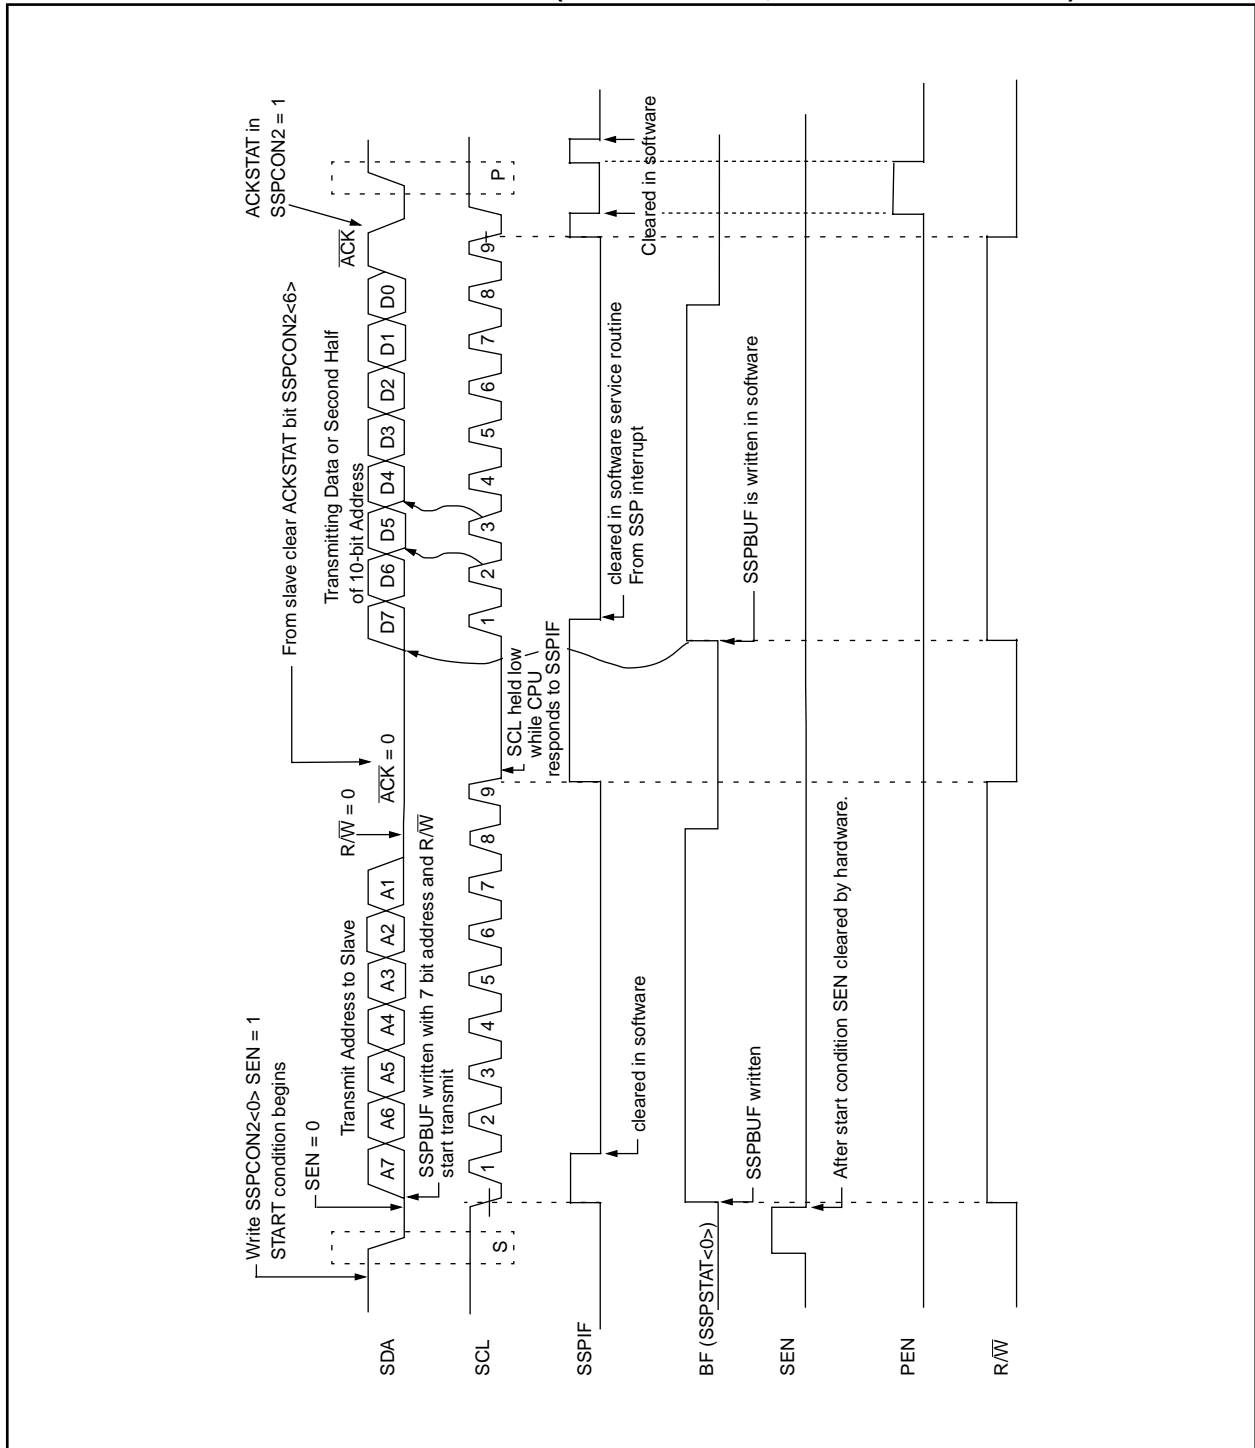 Write SSPCON2<0> SEN = 1
START condition begins
SEN = 0
Transmit Address to Slave
R/W = 0
From slave clear ACKSTAT bit SSPCON2<6>
ACK = 0
Transmitting Data or Second Half
of 10-bit Address
ACK
ACKSTAT in
SSPCON2 = 1
SDA
A7 A6 A5 A4 A3 A2 A1
D7 D6 D5 D4 D3 D2 D1 D0
SSPBUF written with 7 bit address and R/W
start transmit
SCL
S
1 2 3 4 5 6 7 8 9
1 2 3 4 5 6 7 8 9
P
SCL held low
while CPU
responds to SSPIF
SSPIF
cleared in software
cleared in software service routine
From SSP interrupt
Cleared in software
BF (SSPSTAT<0>)
SSPBUF written
SSPBUF is written in software
SEN
After start condition SEN cleared by hardware.
PEN
R/W